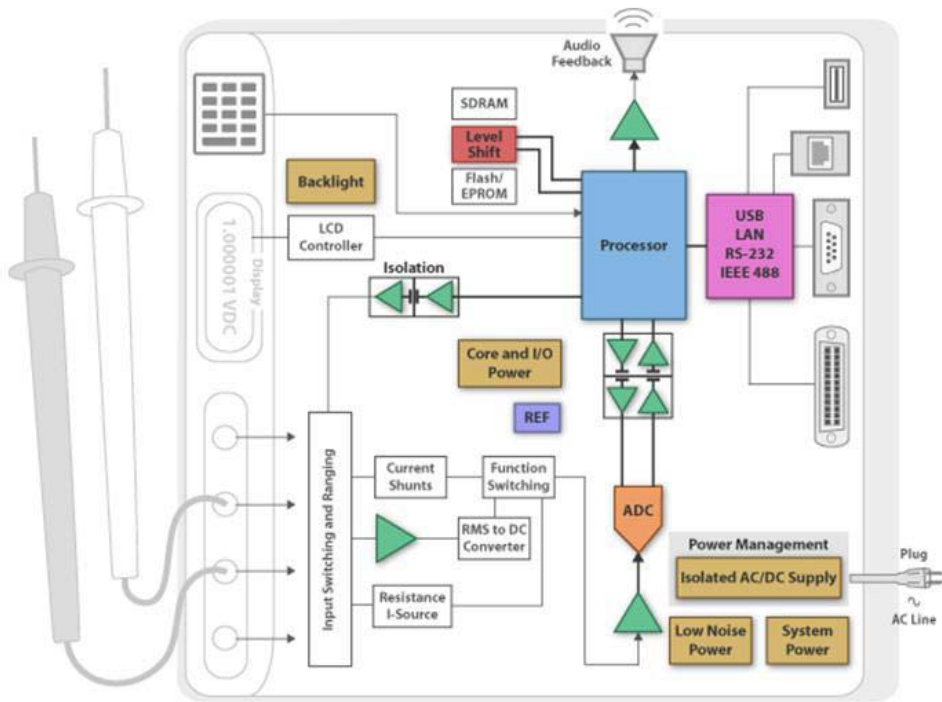 Audio
Feedback
SDRAM
Level
Shift
Flash/
EPROM
Backlight
LCD
Controller
Processor
USB
LAN
RS-232
IEEE 488
1.0000001 VDC
Display
Isolation
Core and I/O
Power
REF
Input Switching and Ranging
Current
Shunts
Function
Switching
RMS to DC
Converter
Resistance
I-Source
ADC
Power Management
Isolated AC/DC Supply
Low Noise
Power
System
Power
Plug
AC Line